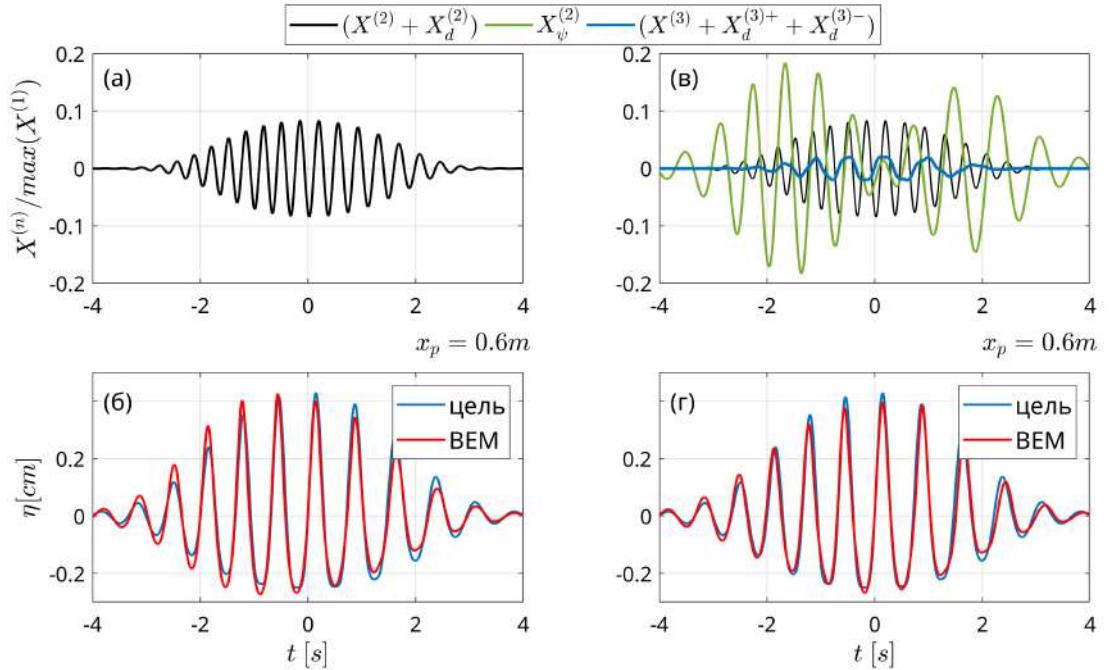 (X^{(2)} + X_d^{(2)}) X_ψ^{(2)} (X^{(3)} + X_d^{(3)+} + X_d^{(3)-})
0.2 (а) 0.2 (в)
0.1 0.1
0 0
-0.1 -0.1
-0.2 -0.2
X^{(n)}/max(X^{(1)})
-4 -2 0 2 4 -4 -2 0 2 4
x_p = 0.6m x_p = 0.6m
(б) цель (г) цель
BEM BEM
0.2 0.2
0 0
-0.2 -0.2
η[cm]
-4 -2 0 2 4 -4 -2 0 2 4
t [s] t [s]